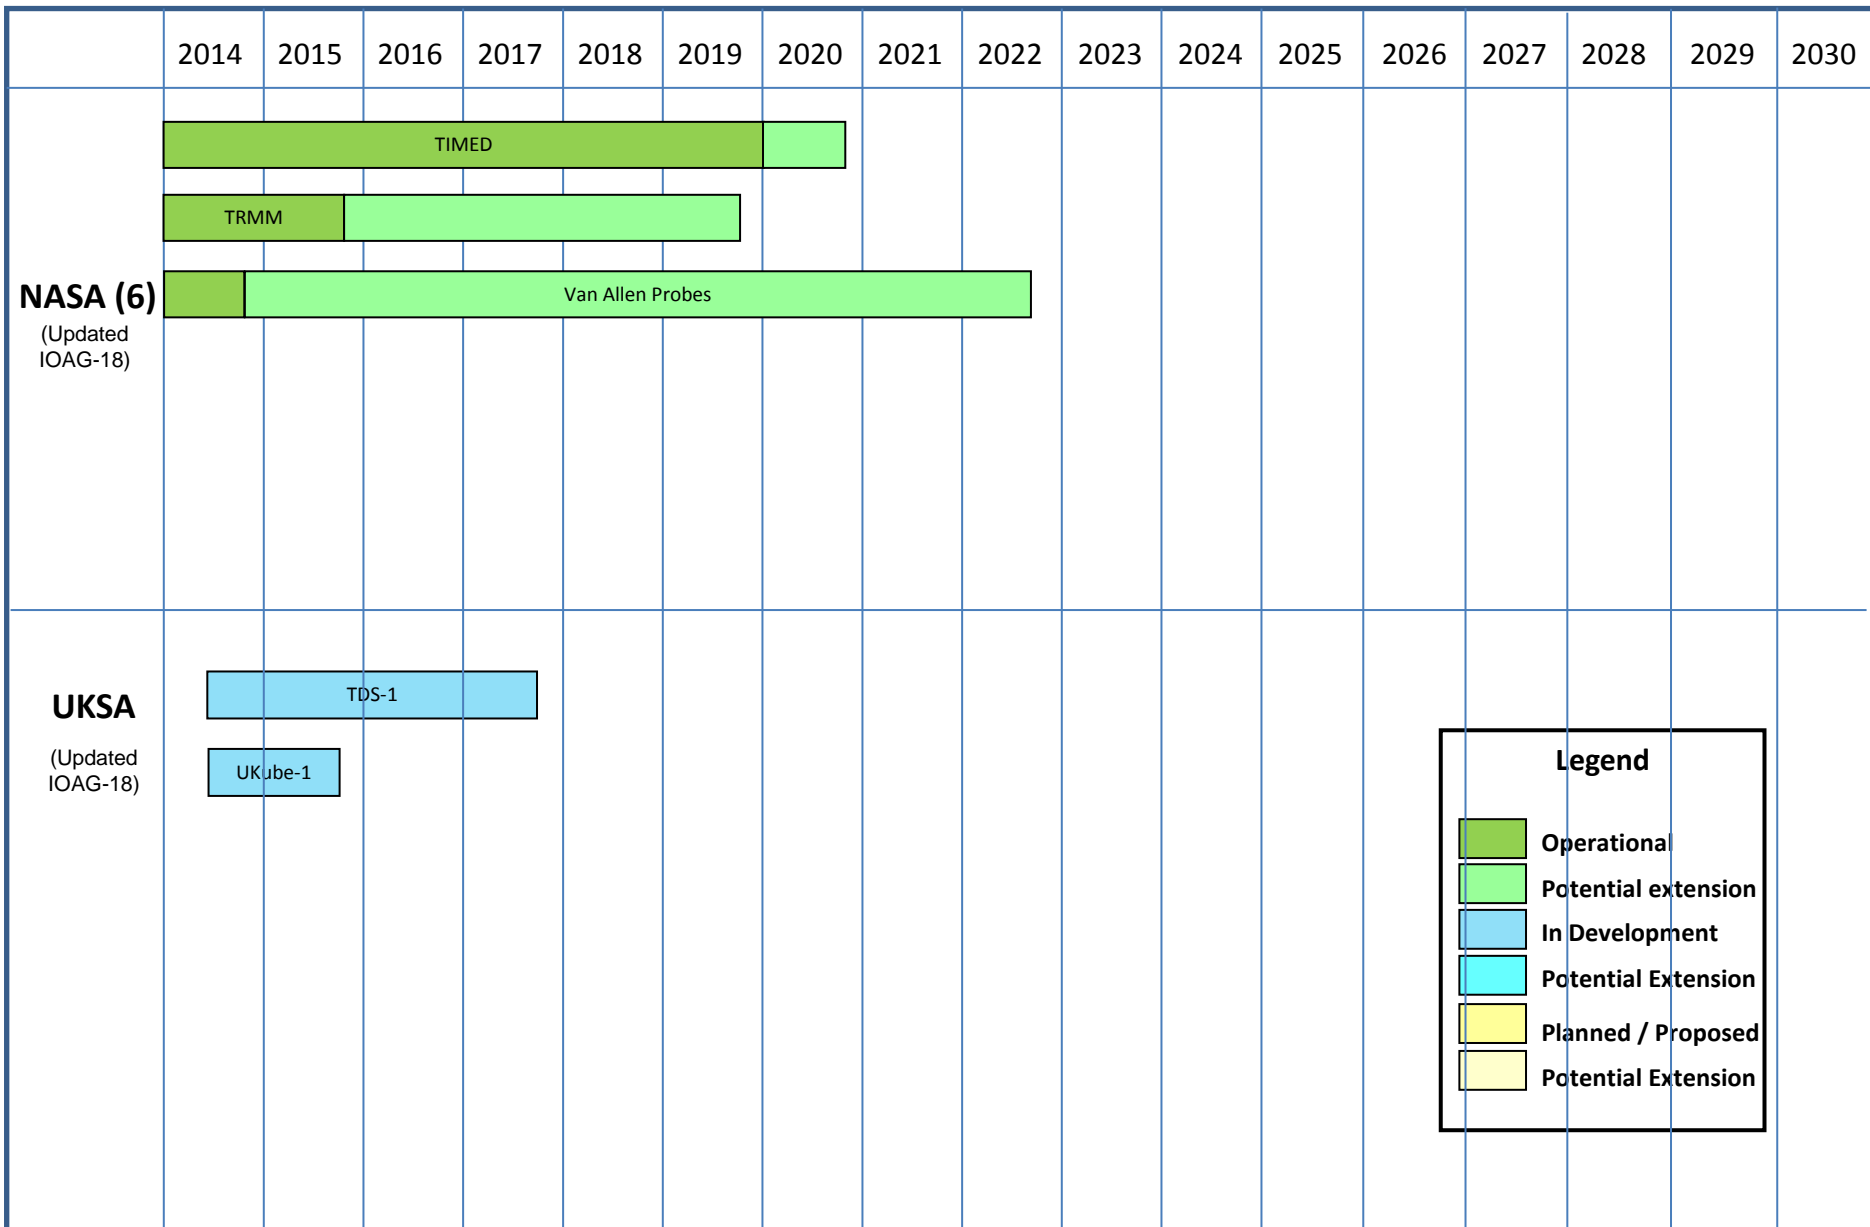 2014 2015 2016 2017 2018 2019 2020 2021 2022 2023 2024 2025 2026 2027 2028 2029 2030
TIMED
TRMM
Van Allen Probes
NASA (6)
(Updated
IOAG-18)
TDS-1
UKSA
(Updated
IOAG-18)
UKube-1
Legend
Operational
Potential extension
In Development
Potential Extension
Planned / Proposed
Potential Extension